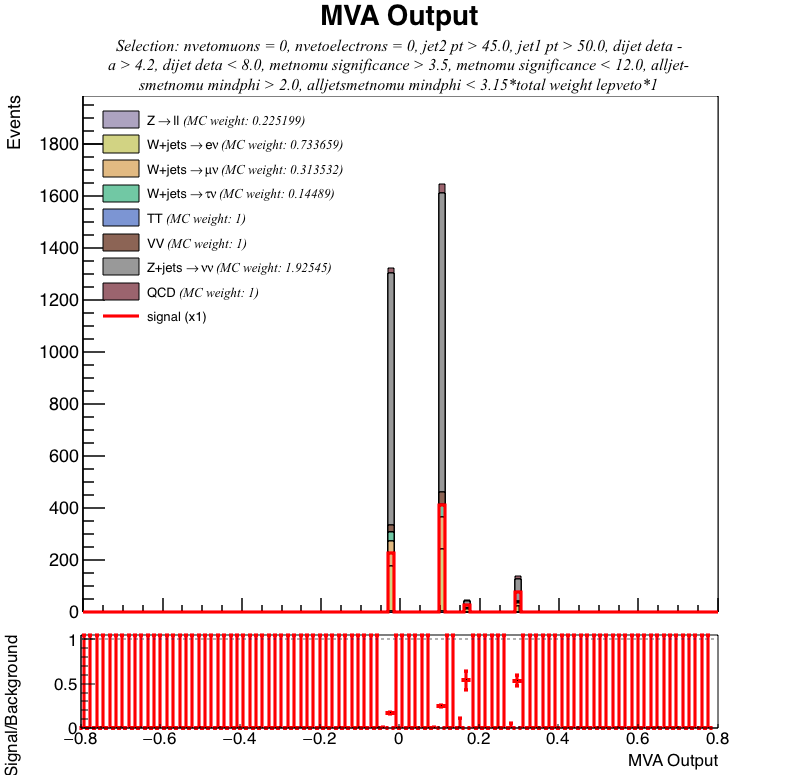 MVA Output
Selection: nvetomuons = 0, nvetoelectrons = 0, jet2 pt > 45.0, jet1 pt > 50.0, dijet deta -
a > 4.2, dijet deta < 8.0, metnomu significance > 3.5, metnomu significance < 12.0, alljet-
smetnomu mindphi > 2.0, alljetsmetnomu mindphi < 3.15*total weight lepveto*1
Events
1800
1600
1400
1200
1000
800
600
400
200
0
Z → ll (MC weight: 0.225199)
W+jets → eν (MC weight: 0.733659)
W+jets → μν (MC weight: 0.313532)
W+jets → τν (MC weight: 0.14489)
TT (MC weight: 1)
VV (MC weight: 1)
Z+jets → νν (MC weight: 1.92545)
QCD (MC weight: 1)
signal (x1)
Signal/Background
1
0.5
0
−0.8 −0.6 −0.4 −0.2 0 0.2 0.4 0.6 0.8
MVA Output